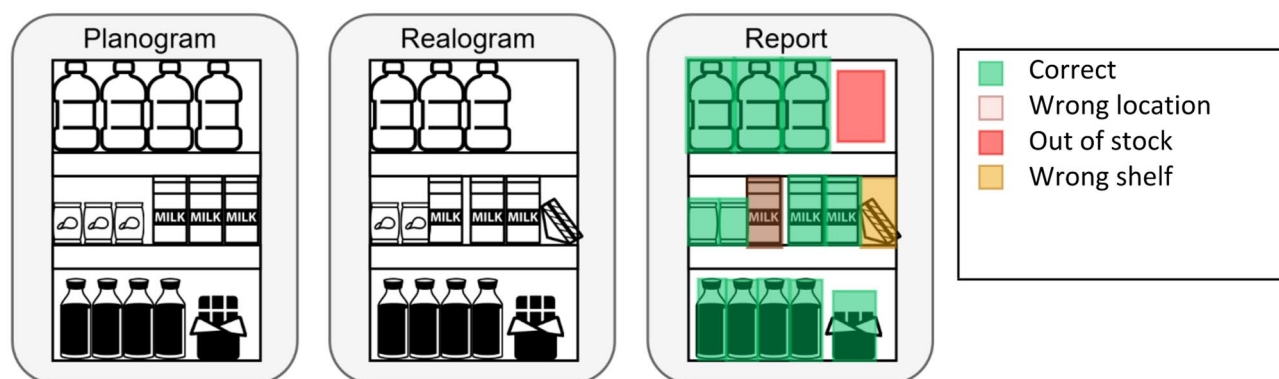 Planogram
MILK MILK MILK
Realogram
MILK MILK MILK
Report
MILK MILK MILK
Correct
Wrong location
Out of stock
Wrong shelf